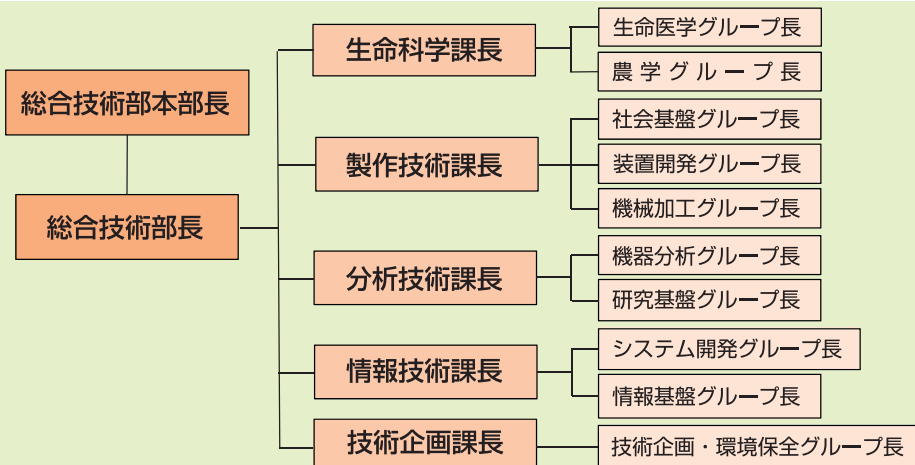 総合技術部本部長
総合技術部長
生命科学課長
生命医学グループ長
農学グループ長
製作技術課長
社会基盤グループ長
装置開発グループ長
機械加工グループ長
分析技術課長
機器分析グループ長
研究基盤グループ長
情報技術課長
システム開発グループ長
情報基盤グループ長
技術企画課長
技術企画・環境保全グループ長